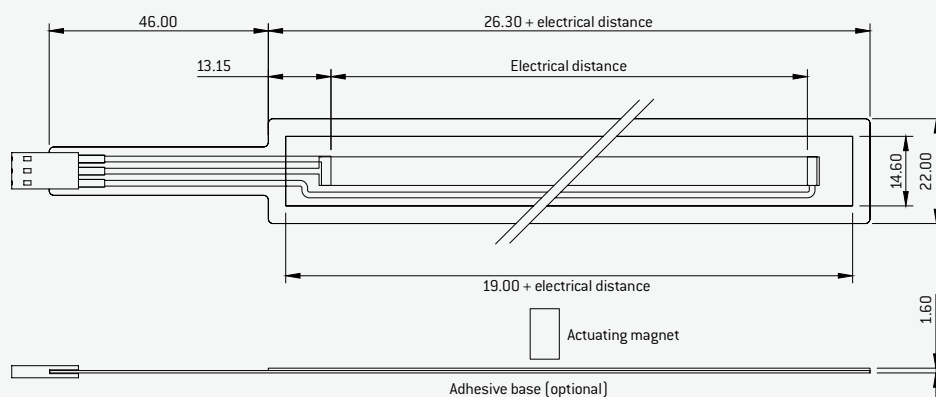 46.00
26.30 + electrical distance
13.15
Electrical distance
14.60
22.00
19.00 + electrical distance
1.60
Actuating magnet
Adhesive base (optional)